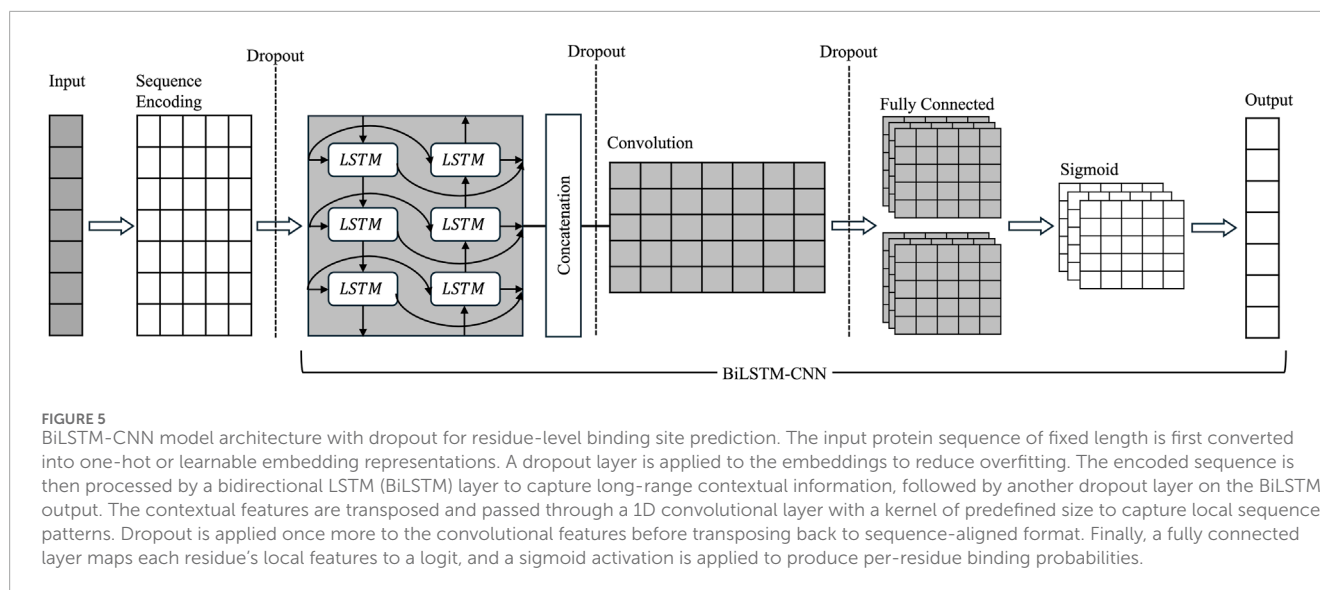 Dropout
Dropout
Dropout
Input
Sequence
Encoding
Fully Connected
Output
Convolution
Sigmoid
LSTM
LSTM
LSTM
LSTM
LSTM
LSTM
Concatenation
BiLSTM-CNN
FIGURE 5
BiLSTM-CNN model architecture with dropout for residue-level binding site prediction. The input protein sequence of fixed length is first converted
into one-hot or learnable embedding representations. A dropout layer is applied to the embeddings to reduce overfitting. The encoded sequence is
then processed by a bidirectional LSTM (BiLSTM) layer to capture long-range contextual information, followed by another dropout layer on the BiLSTM
output. The contextual features are transposed and passed through a 1D convolutional layer with a kernel of predefined size to capture local sequence
patterns. Dropout is applied once more to the convolutional features before transposing back to sequence-aligned format. Finally, a fully connected
layer maps each residue's local features to a logit, and a sigmoid activation is applied to produce per-residue binding probabilities.